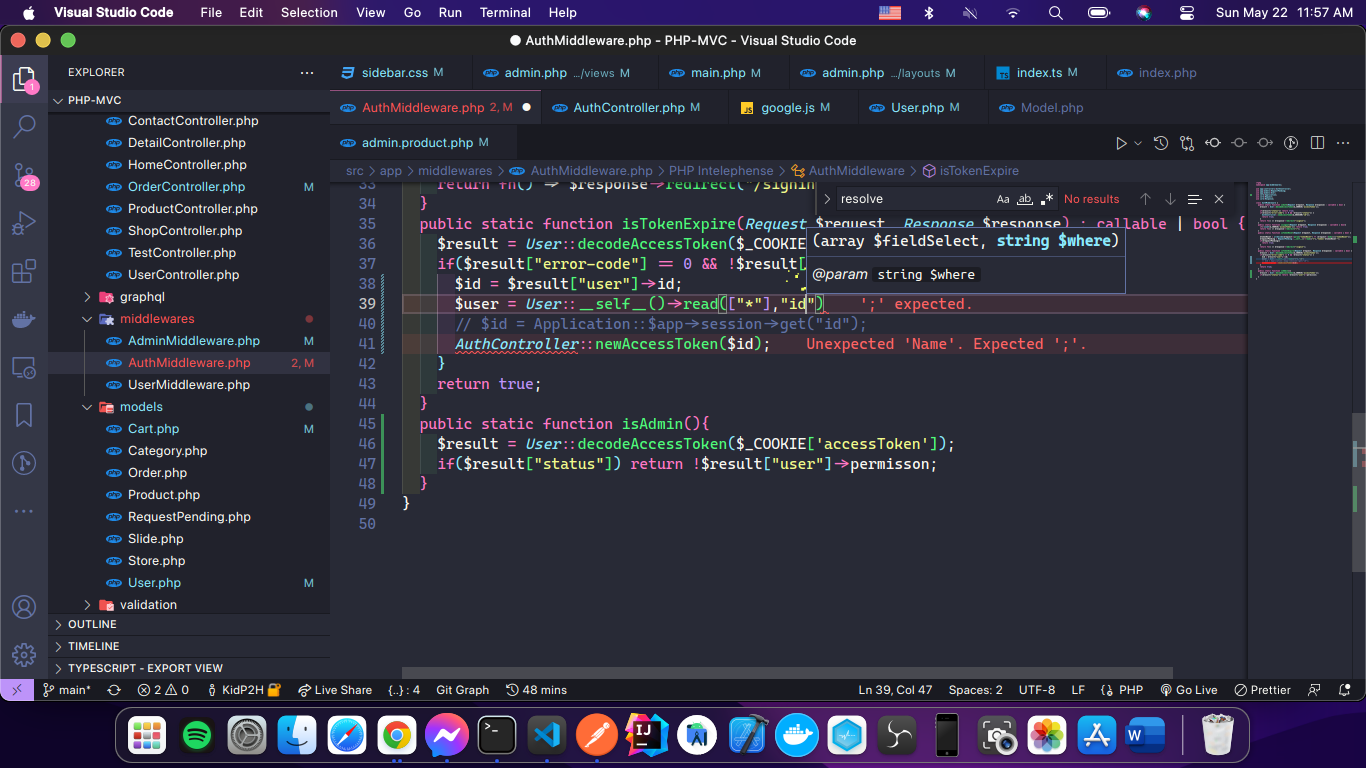 Visual Studio Code File Edit Selection View Go Run Terminal Help Sun May 22 11:57 AM
AuthMiddleware.php - PHP-MVC - Visual Studio Code
EXPLORER
PHP-MVC
ContactController.php
DetailController.php
HomeController.php
OrderController.php M
ProductController.php
ShopController.php
TestController.php
UserController.php
graphql
middlewares
AdminMiddleware.php M
AuthMiddleware.php 2, M
UserMiddleware.php
models
Cart.php M
Category.php
Order.php
Product.php
RequestPending.php
Slide.php
Store.php
User.php M
validation
OUTLINE
TIMELINE
TYPESCRIPT - EXPORT VIEW
1
28
sidebar.css M admin.php .../views M main.php M admin.php .../layouts M TS index.ts M index.php
AuthMiddleware.php 2, M AuthController.php M JS google.js M User.php M Model.php
admin.product.php M
src > app > middlewares > AuthMiddleware.php > PHP Intelephense > AuthMiddleware > isTokenExpire
resolve Aa ab No results
33 return fn() => $response->redirect("/signin
34 }
35 public static function isTokenExpire(Request $request, Response $response) : callable | bool {
36 $result = User::decodeAccessToken($_COOKIE
37 if($result["error-code"] == 0 && !$result[
38 $id = $result["user"]->id;
39 $user = User::__self__()->read(["*"],"id") ';' expected.
40 // $id = Application::$app->session->get("id");
41 AuthController::newAccessToken($id); Unexpected 'Name'. Expected ';'.
42 }
43 return true;
44 }
45 public static function isAdmin(){
46 $result = User::decodeAccessToken($_COOKIE['accessToken']);
47 if($result["status"]) return !$result["user"]->permisson;
48 }
49 }
50
(array $fieldSelect, string $where)
@param string $where
main* 2 0 KidP2H Live Share {..} : 4 Git Graph 48 mins Ln 39, Col 47 Spaces: 2 UTF-8 LF PHP Go Live Prettier
IJ
W